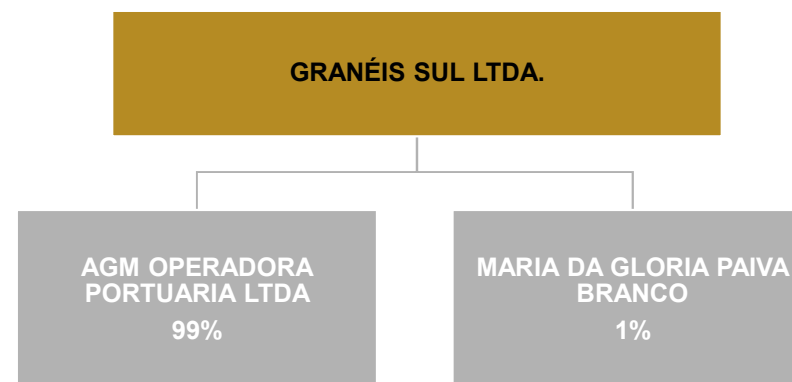 GRANÉIS SUL LTDA.
AGM OPERADORA
PORTUARIA LTDA
99%
MARIA DA GLORIA PAIVA
BRANCO
1%